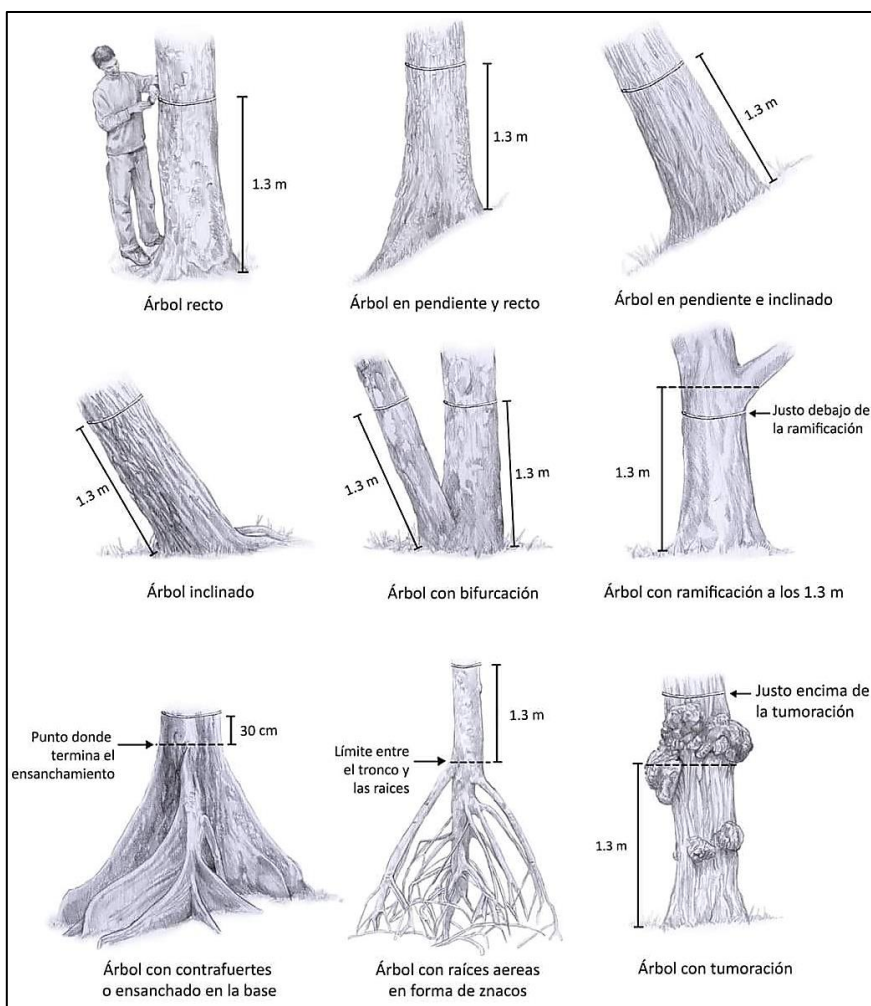 1.3 m
1.3 m
1.3 m
Árbol recto
Árbol en pendiente y recto
Árbol en pendiente e inclinado
1.3 m
1.3 m
1.3 m
1.3 m
Justo debajo de
la ramificación
Árbol inclinado
Árbol con bifurcación
Árbol con ramificación a los 1.3 m
Punto donde
termina el
ensanchamiento
30 cm
Límite entre
el tronco y
las raices
1.3 m
Justo encima de
la tumoración
1.3 m
Árbol con contrafuertes
o ensanchado en la base
Árbol con raíces aereas
en forma de znacos
Árbol con tumoración